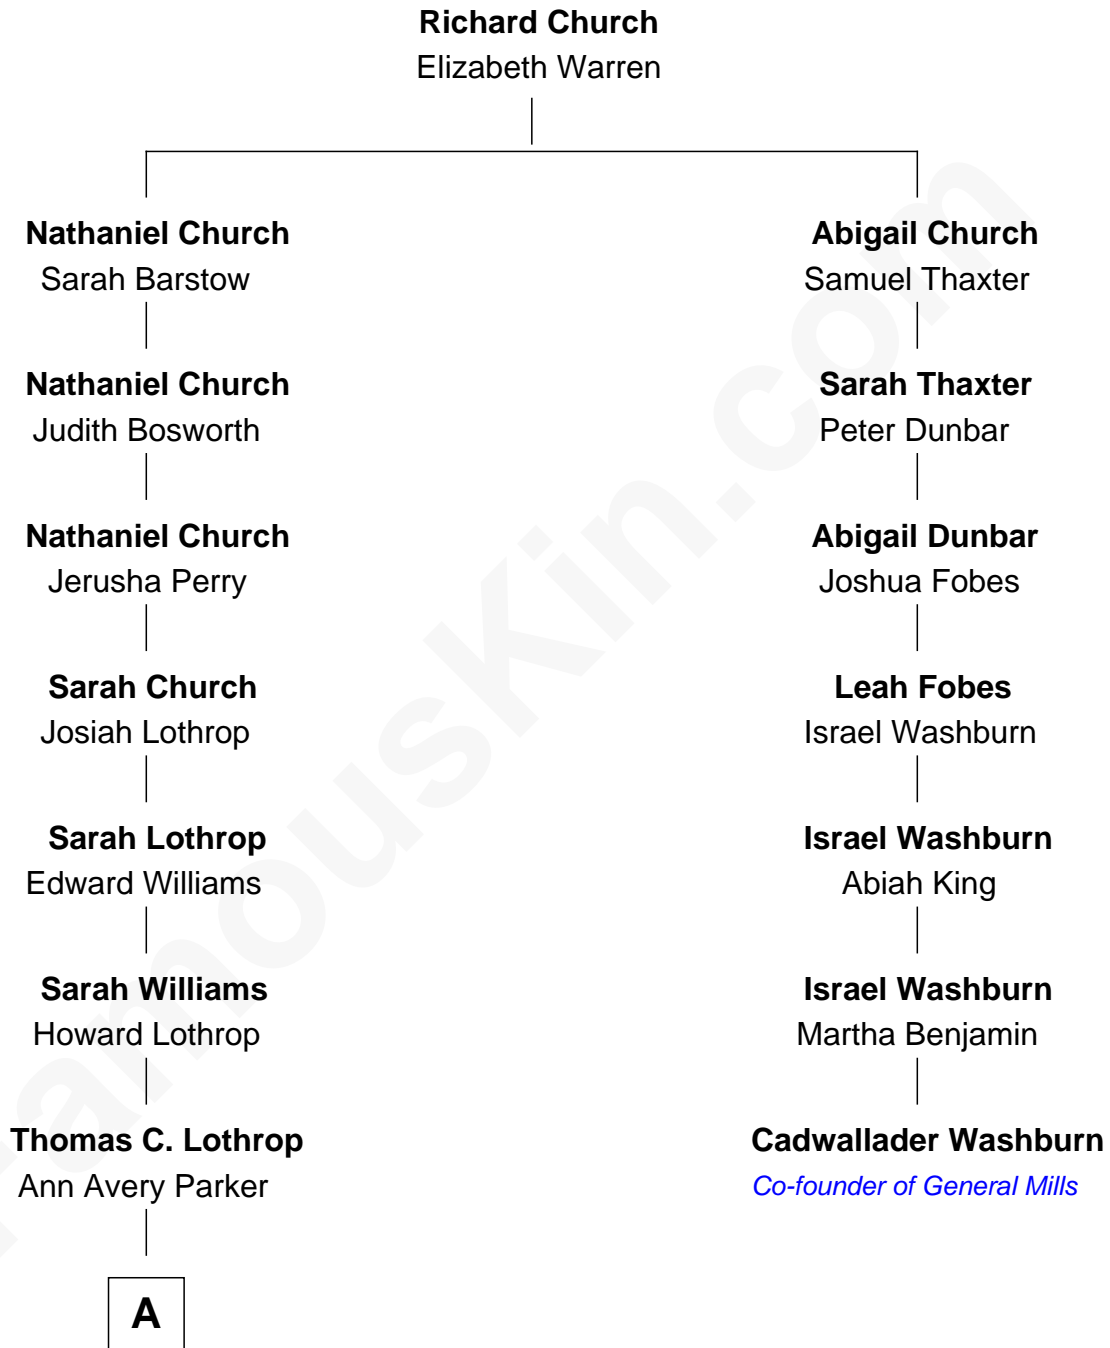 Richard Church
Elizabeth Warren
Nathaniel Church
Sarah Barstow
Nathaniel Church
Judith Bosworth
Nathaniel Church
Jerusha Perry
Sarah Church
Josiah Lothrop
Sarah Lothrop
Edward Williams
Sarah Williams
Howard Lothrop
Thomas C. Lothrop
Ann Avery Parker
A
Abigail Church
Samuel Thaxter
Sarah Thaxter
Peter Dunbar
Abigail Dunbar
Joshua Fobes
Leah Fobes
Israel Washburn
Israel Washburn
Abiah King
Israel Washburn
Martha Benjamin
Cadwallader Washburn
Co-founder of General Mills
FamousKin.com